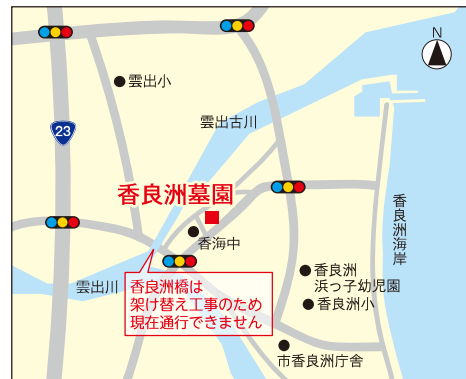 N
雲出小
雲出古川
23
香良洲墓園
香良洲海岸
香海中
雲出川
香良洲橋は
架け替え工事のため
現在通行できません
香良洲
浜っ子幼児園
香良洲小
市香良洲庁舎